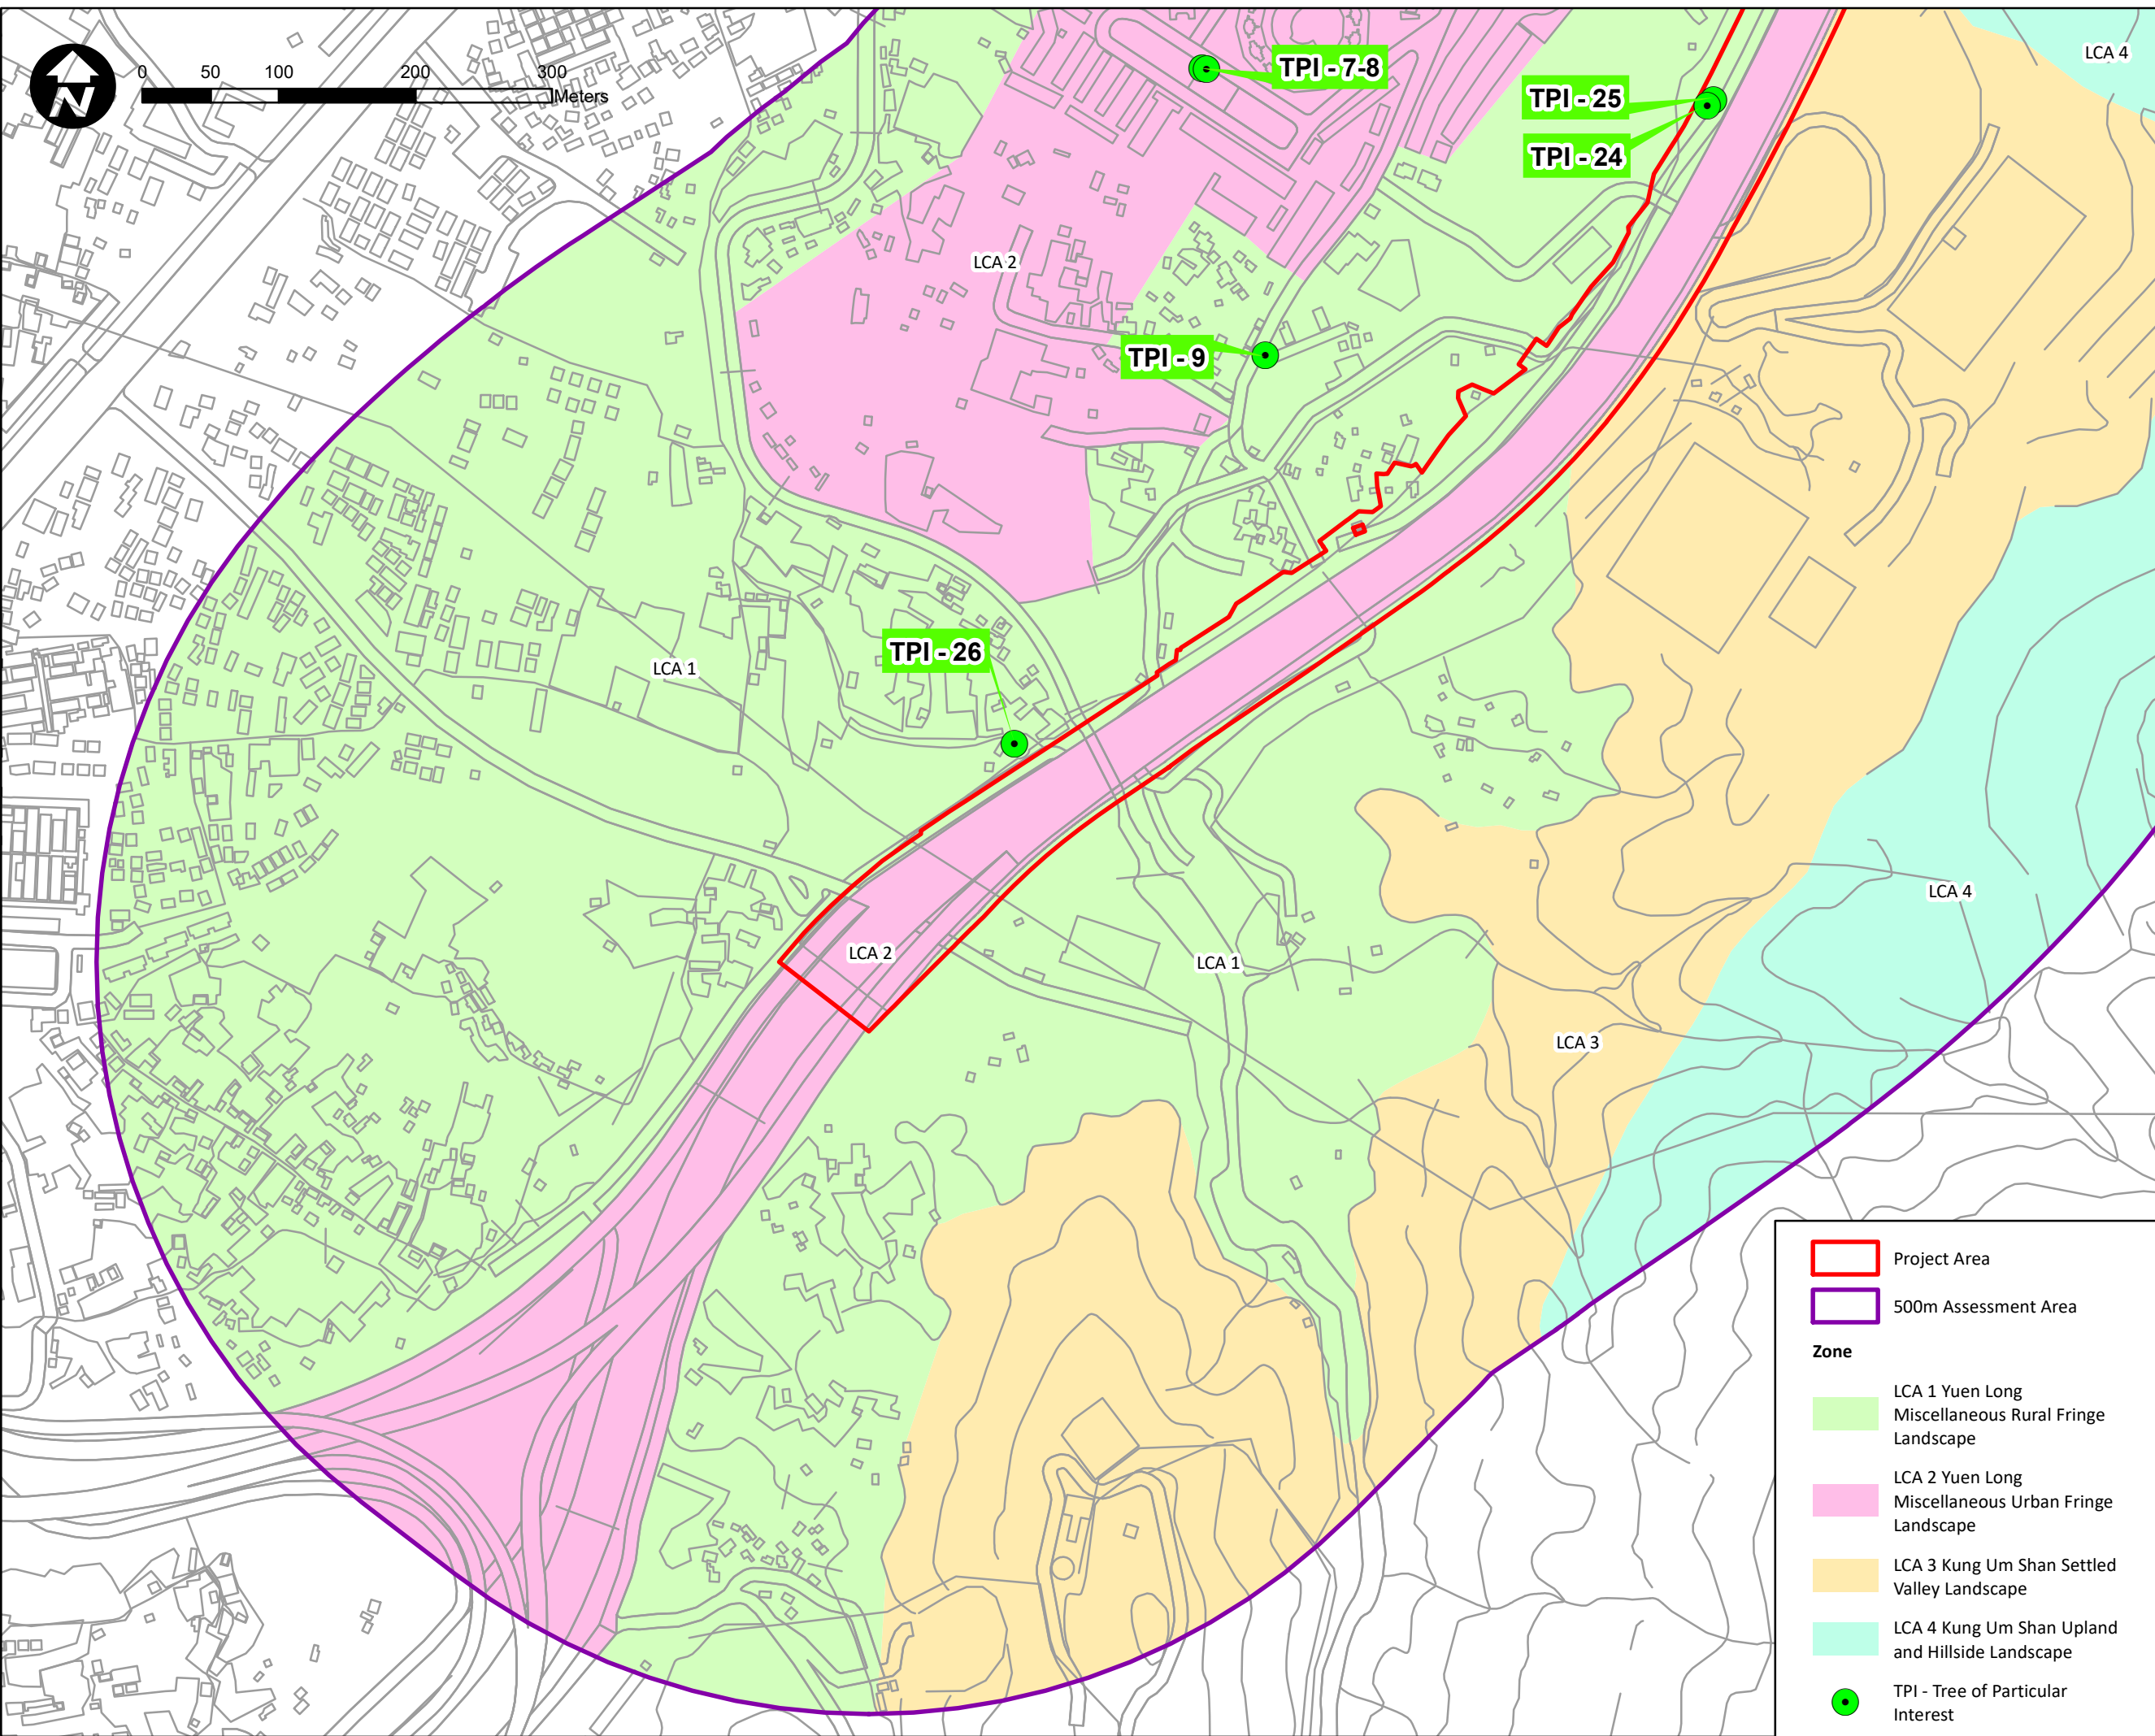 N
0 50 100 200 300
Meters
TPI - 7-8
TPI - 25
TPI - 24
LCA 4
LCA 2
TPI - 9
TPI - 26
LCA 1
LCA 4
LCA 2
LCA 1
LCA 3
Project Area
500m Assessment Area
Zone
LCA 1 Yuen Long
Miscellaneous Rural Fringe
Landscape
LCA 2 Yuen Long
Miscellaneous Urban Fringe
Landscape
LCA 3 Kung Um Shan Settled
Valley Landscape
LCA 4 Kung Um Shan Upland
and Hillside Landscape
TPI - Tree of Particular
Interest